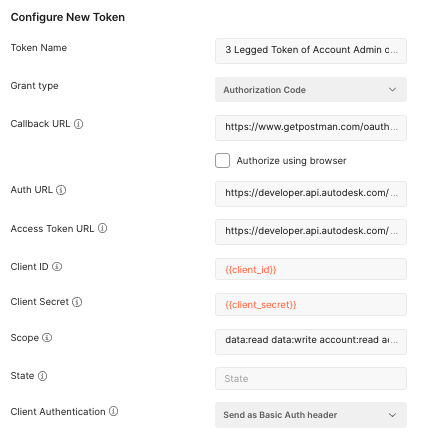 Configure New Token
Token Name
3 Legged Token of Account Admin c...
Grant type
Authorization Code
Callback URL
https://www.getpostman.com/oauth...
Authorize using browser
Auth URL
https://developer.api.autodesk.com/...
Access Token URL
https://developer.api.autodesk.com/...
Client ID
{{client_id}}
Client Secret
{{client_secret}}
Scope
data:read data:write account:read ac...
State
State
Client Authentication
Send as Basic Auth header